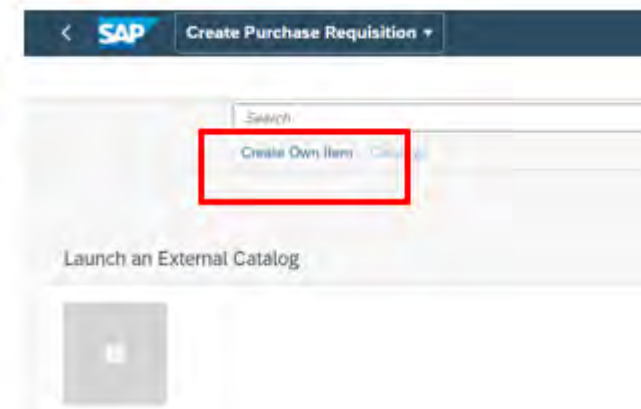 SAP Create Purchase Requisition
Search
Create Own Item
Launch an External Catalog